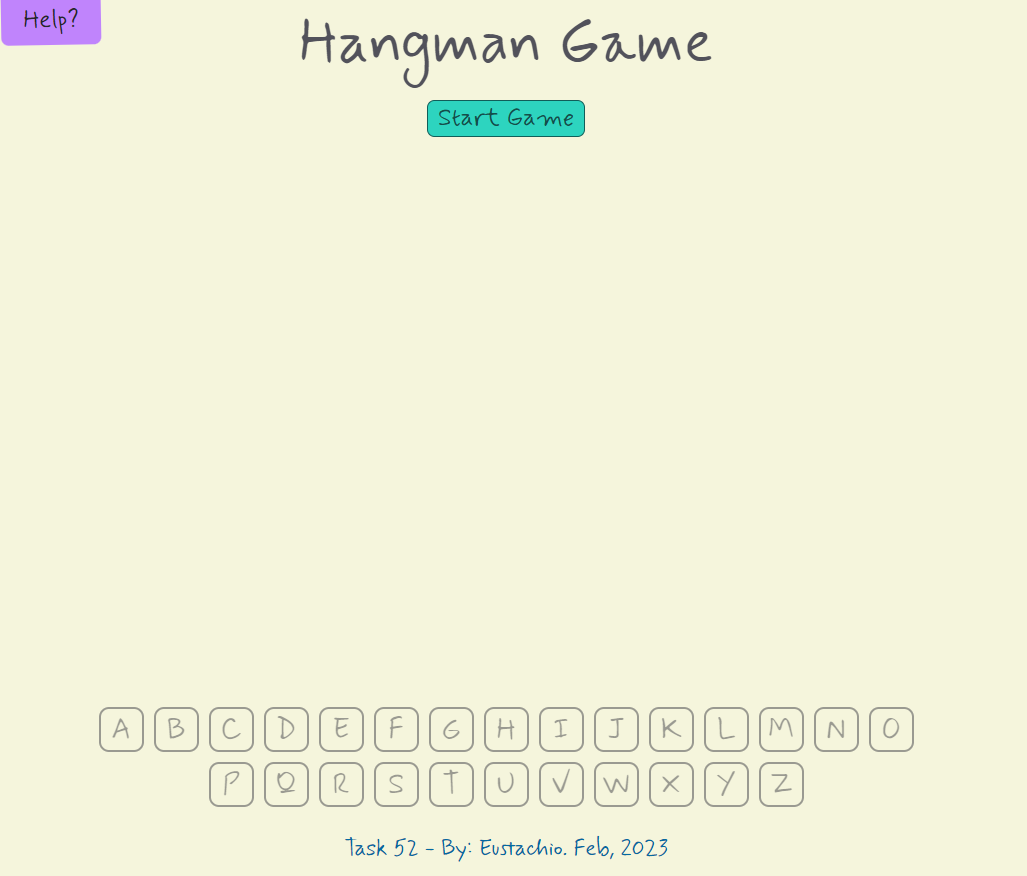 Help?
Hangman Game
Start Game
A B C D E F G H I J K L M N O
P Q R S T U V W X Y Z
Task 52 - By: Eustachio. Feb, 2023